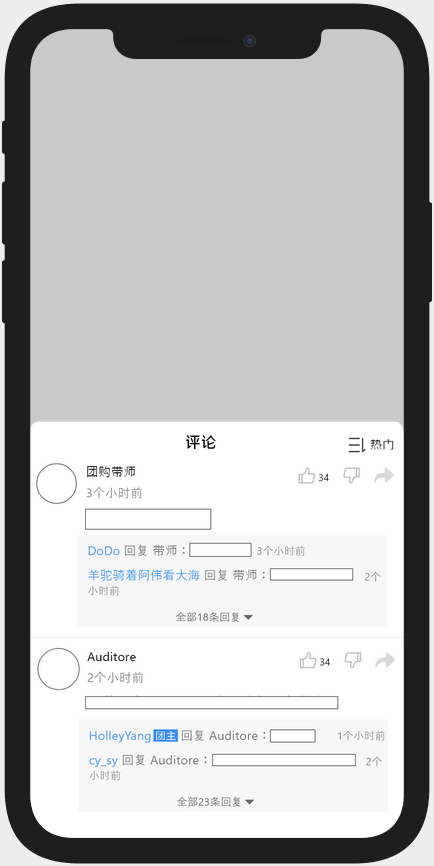 评论
热门
团购带师
34
3个小时前
DoDo 回复 带师： 3个小时前
羊驼骑着阿伟看大海 回复 带师： 2个
小时前
全部18条回复
Auditore
34
2个小时前
HolleyYang 团主 回复 Auditore： 1个小时前
cy_sy 回复 Auditore： 2个
小时前
全部23条回复